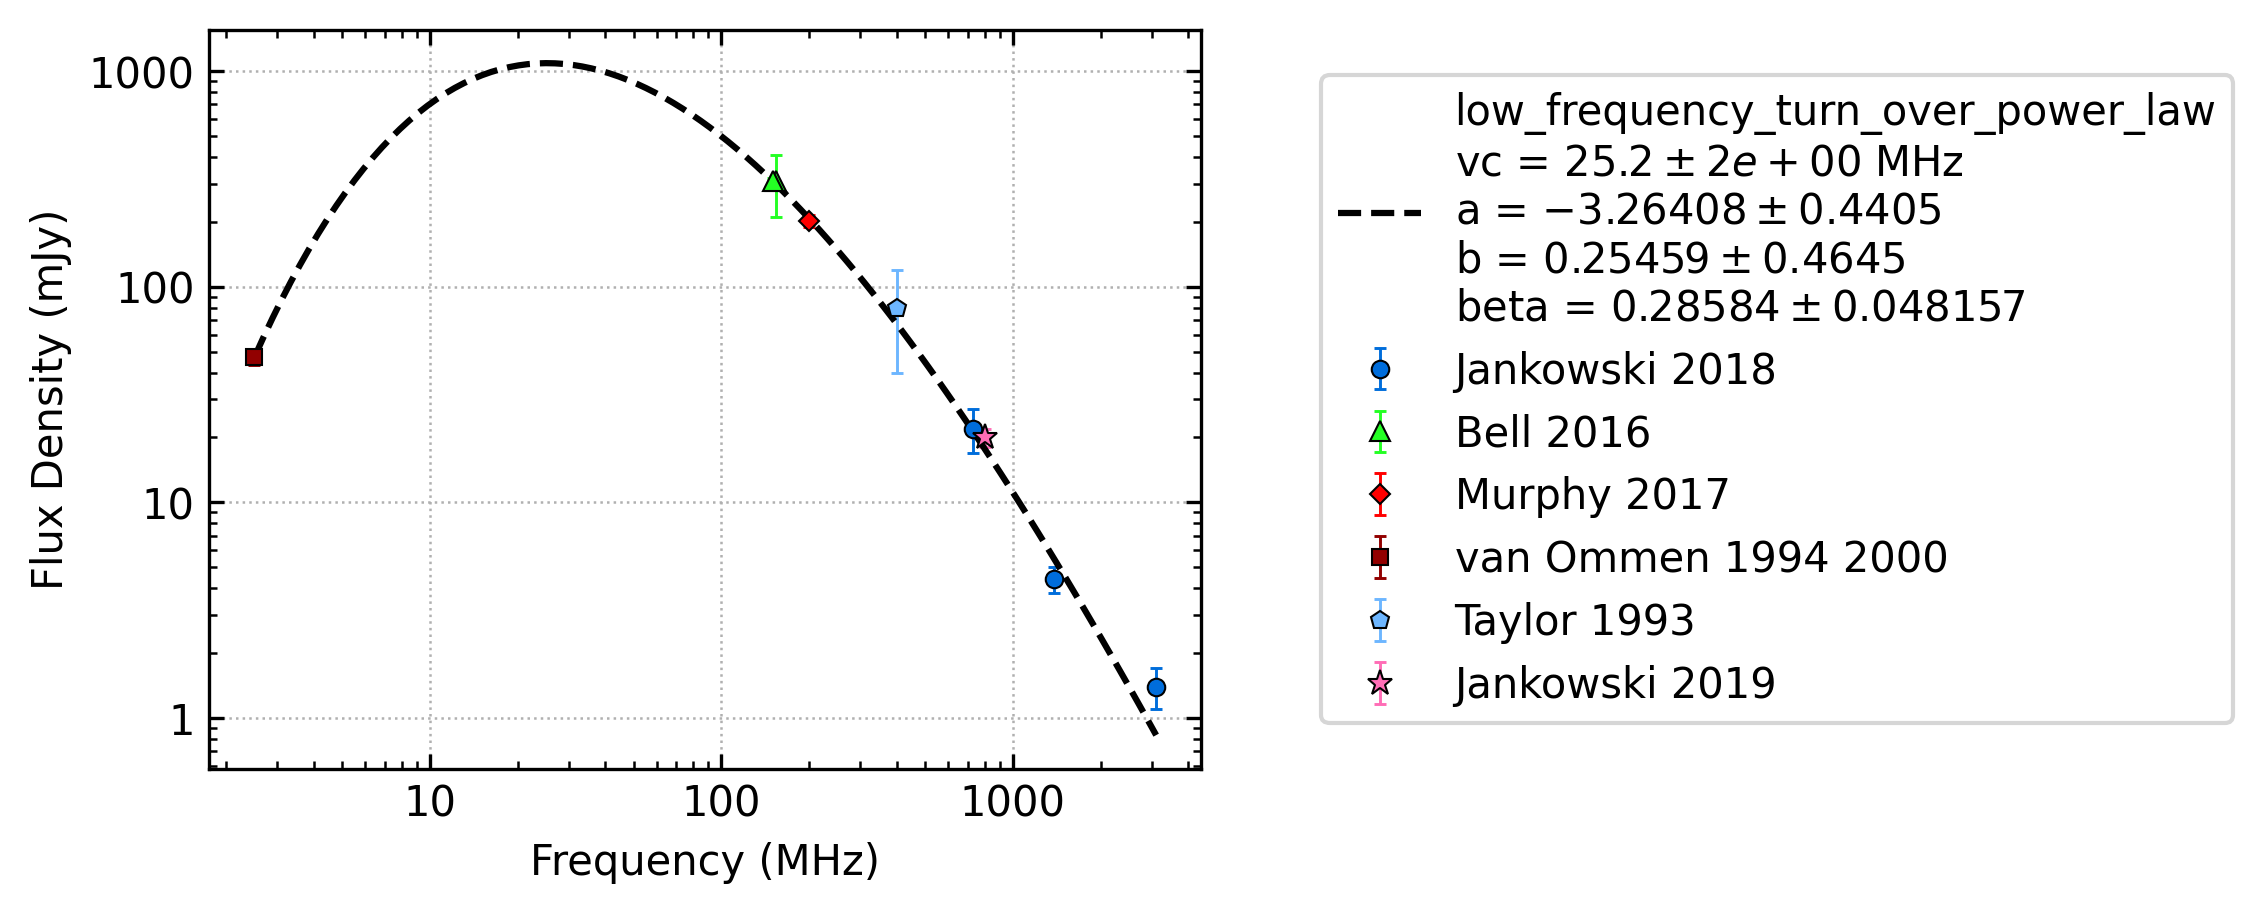 1000
100
10
1
Flux Density (mJy)
10
100
1000
Frequency (MHz)
low_frequency_turn_over_power_law
vc = 25.2 ± 2e + 00 MHz
a = −3.26408 ± 0.4405
b = 0.25459 ± 0.4645
beta = 0.28584 ± 0.048157
Jankowski 2018
Bell 2016
Murphy 2017
van Ommen 1994 2000
Taylor 1993
Jankowski 2019